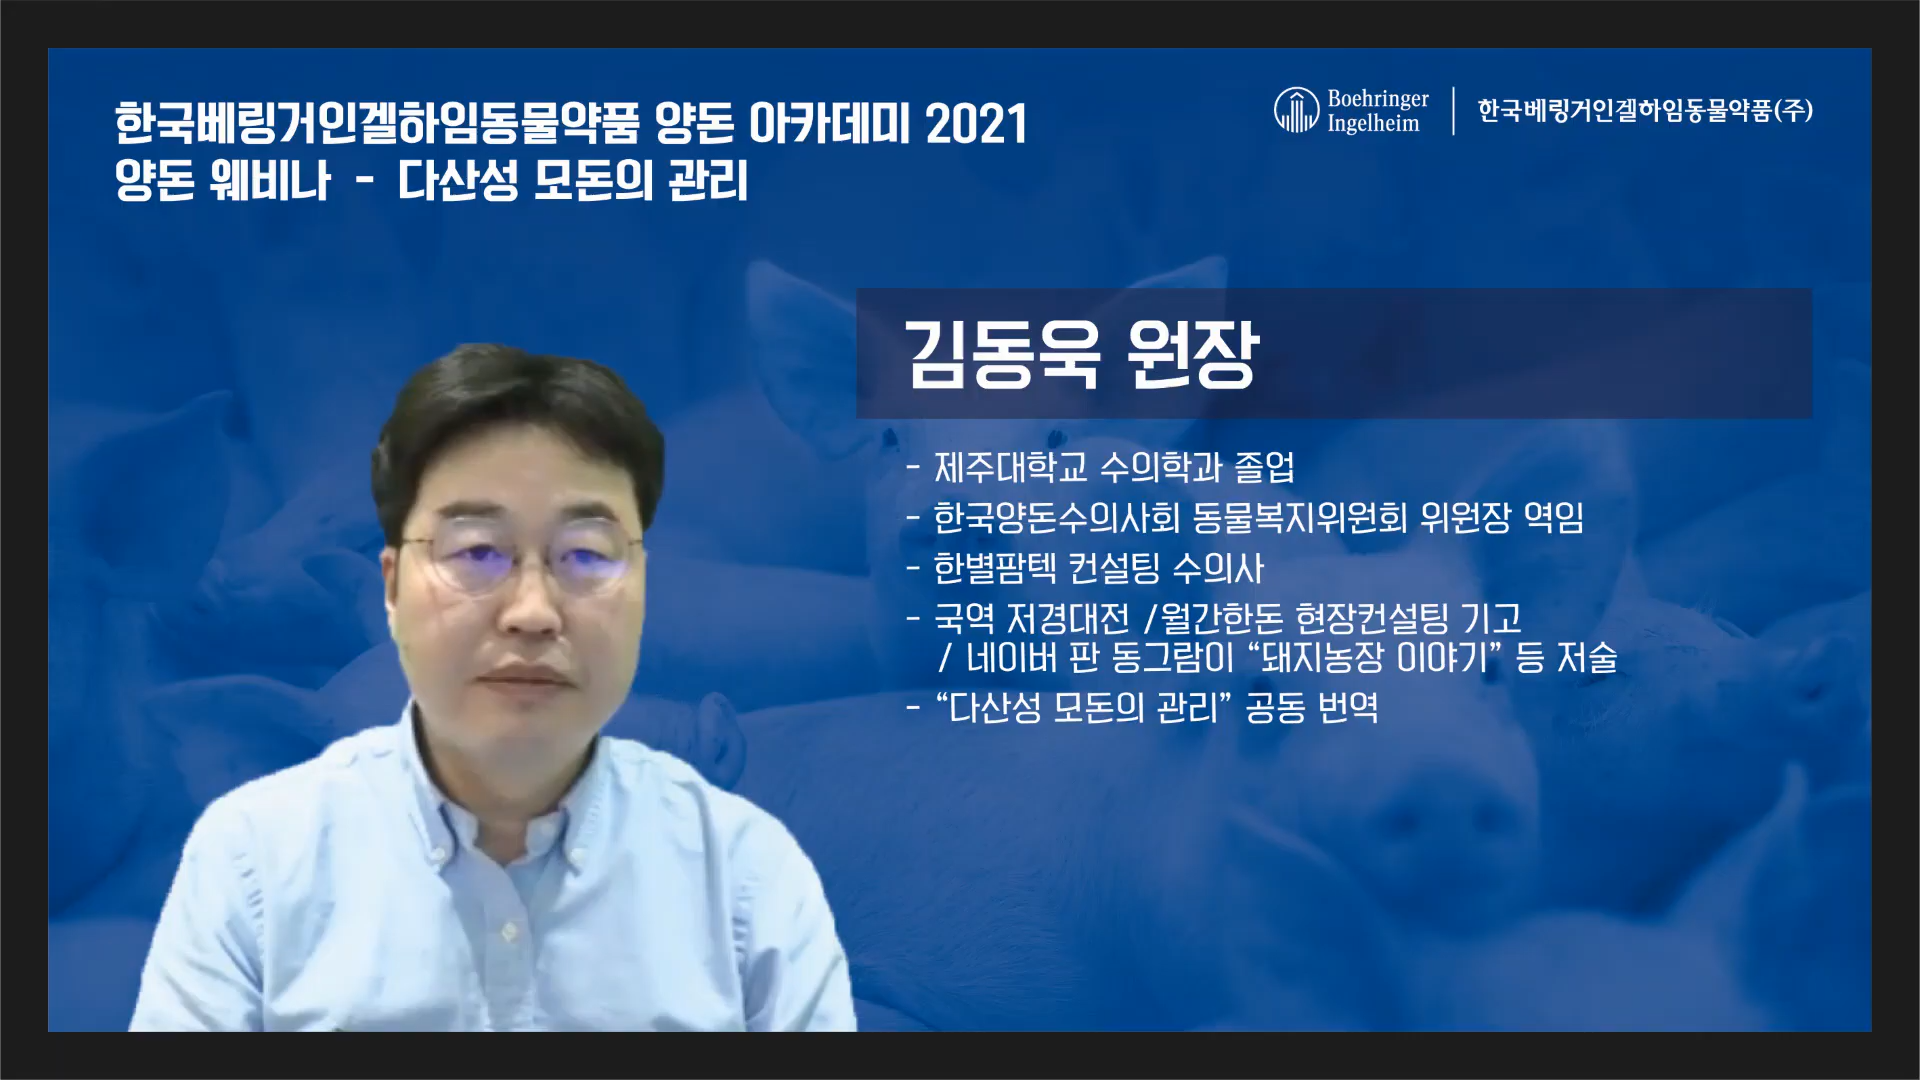 한국베링거인겔하임동물약품 양돈 아카데미 2021
양돈 웨비나 - 다산성 모돈의 관리
Boehringer
Ingelheim
한국베링거인겔하임동물약품(주)
김동욱 원장
- 제주대학교 수의학과 졸업
- 한국양돈수의사회 동물복지위원회 위원장 역임
- 한별팜텍 컨설팅 수의사
- 국역 저경대전 /월간한돈 현장컨설팅 기고
/ 네이버 판 동그람이 “돼지농장 이야기” 등 저술
- “다산성 모돈의 관리” 공동 번역